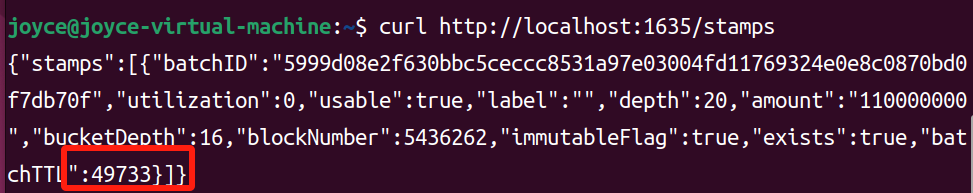 joyce@joyce-virtual-machine:~$ curl http://localhost:1635/stamps
{"stamps":[{"batchID":"5999d08e2f630bbc5ceccc8531a97e03004fd11769324e0e8c0870bd0
f7db70f","utilization":0,"usable":true,"label":"","depth":20,"amount":"110000000
","bucketDepth":16,"blockNumber":5436262,"immutableFlag":true,"exists":true,"bat
chTTL":49733}]}